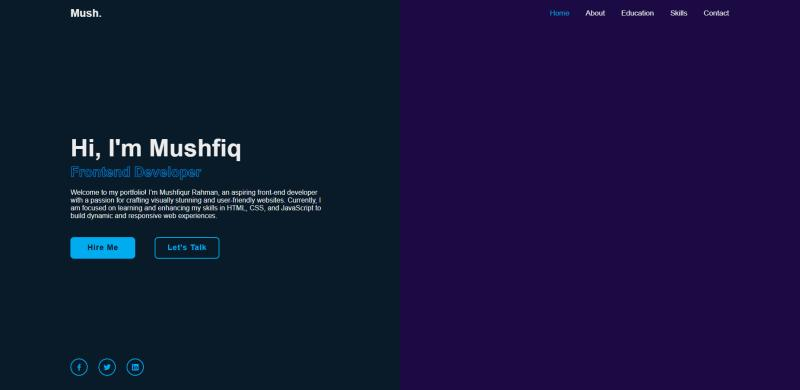 Mush.
Home About Education Skills Contact
Hi, I'm Mushfiq
Frontend Developer
Welcome to my portfolio! I'm Mushfiqur Rahman, an aspiring front-end developer
with a passion for crafting visually stunning and user-friendly websites. Currently, I
am focused on learning and enhancing my skills in HTML, CSS, and JavaScript to
build dynamic and responsive web experiences.
Hire Me
Let's Talk